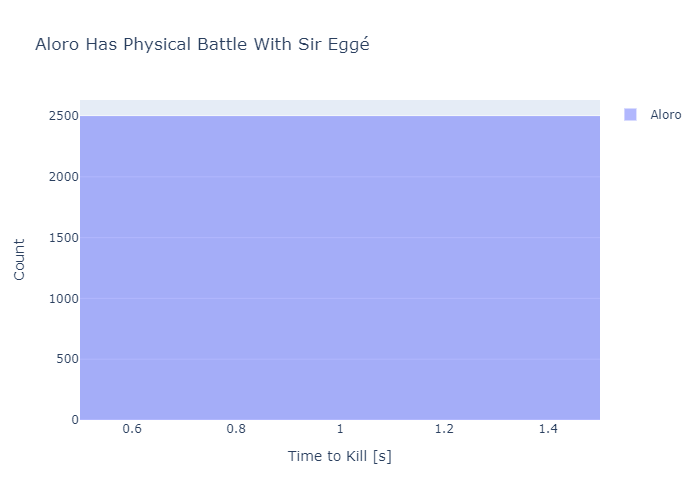 Aloro Has Physical Battle With Sir Eggé
2500
2000
1500
1000
500
0
Count
Aloro
0.6 0.8 1 1.2 1.4
Time to Kill [s]